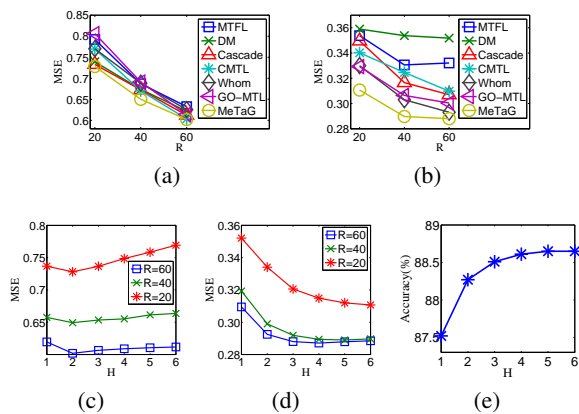 0.85
0.8
0.75
0.7
0.65
0.6
MSE
20 40 60
R
MTFL
DM
Cascade
CMTL
Whom
GO−MTL
MeTaG
(a)
0.36
0.34
0.32
0.3
0.28
MSE
20 40 60
R
MTFL
DM
Cascade
CMTL
Whom
GO−MTL
MeTaG
(b)
0.8
0.75
0.7
0.65
MSE
1 2 3 4 5 6
H
R=60
R=40
R=20
(c)
0.36
0.34
0.32
0.30
0.28
MSE
1 2 3 4 5 6
H
R=60
R=40
R=20
(d)
89
88.5
88
87.5
Accuracy(%)
1 2 3 4 5 6
H
(e)